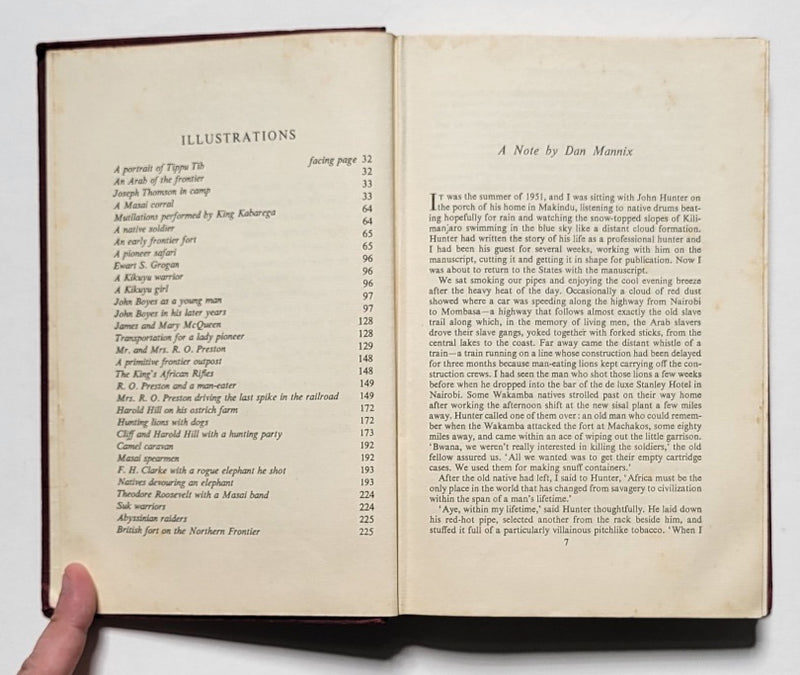 ILLUSTRATIONS
A portrait of Tippu Tib facing page 32
An Arab of the frontier 32
Joseph Thomson in camp 33
A Masai corral 33
Mutilations performed by King Kabarega 64
A native soldier 64
An early frontier fort 65
A pioneer safari 65
Ewart S. Grogan 96
A Kikuyu warrior 96
A Kikuyu girl 96
John Boyes as a young man 97
John Boyes in his later years 97
James and Mary McQueen 128
Transportation for a lady pioneer 128
Mr. and Mrs. R. O. Preston 129
A primitive frontier outpost 148
The King's African Rifles 148
R. O. Preston and a man-eater 149
Mrs. R. O. Preston driving the last spike in the railroad 149
Harold Hill on his ostrich farm 172
Hunting lions with dogs 172
Cliff and Harold Hill with a hunting party 173
Camel caravan 192
Masai spearmen 192
F. H. Clarke with a rogue elephant he shot 193
Natives devouring an elephant 193
Theodore Roosevelt with a Masai band 224
Suk warriors 224
Abyssinian raiders 225
British fort on the Northern Frontier 225
A Note by Dan Mannix
IT was the summer of 1951, and I was sitting with John Hunter on
the porch of his home in Makindu, listening to native drums beat-
ing hopefully for rain and watching the snow-topped slopes of Kili-
manjaro swimming in the blue sky like a distant cloud formation.
Hunter had written the story of his life as a professional hunter and
I had been his guest for several weeks, working with him on the
manuscript, cutting it and getting it in shape for publication. Now I
was about to return to the States with the manuscript.
We sat smoking our pipes and enjoying the cool evening breeze
after the heavy heat of the day. Occasionally a cloud of red dust
showed where a car was speeding along the highway from Nairobi
to Mombasa—a highway that follows almost exactly the old slave
trail along which, in the memory of living men, the Arab slavers
drove their slave gangs, yoked together with forked sticks, from the
central lakes to the coast. Far away came the distant whistle of a
train—a train running on a line whose construction had been delayed
for three months because man-eating lions kept carrying off the con-
struction crews. I had seen the man who shot those lions a few weeks
before when he dropped into the bar of the de luxe Stanley Hotel in
Nairobi. Some Wakamba natives strolled past on their way home
after working the afternoon shift at the new sisal plant a few miles
away. Hunter called one of them over: an old man who could remem-
ber when the Wakamba attacked the fort at Machakos, some eighty
miles away, and came within an ace of wiping out the little garrison.
'Bwana, we weren't really interested in killing the soldiers,' the old
fellow assured us. 'All we wanted was to get their empty cartridge
cases. We used them for making snuff containers.'
After the old native had left, I said to Hunter, 'Africa must be the
only place in the world that has changed from savagery to civilization
within the span of a man's lifetime.'
'Aye, within my lifetime,' said Hunter thoughtfully. He laid down
his red-hot pipe, selected another from the rack beside him, and
stuffed it full of a particularly villainous pitchlike tobacco. 'When I
7